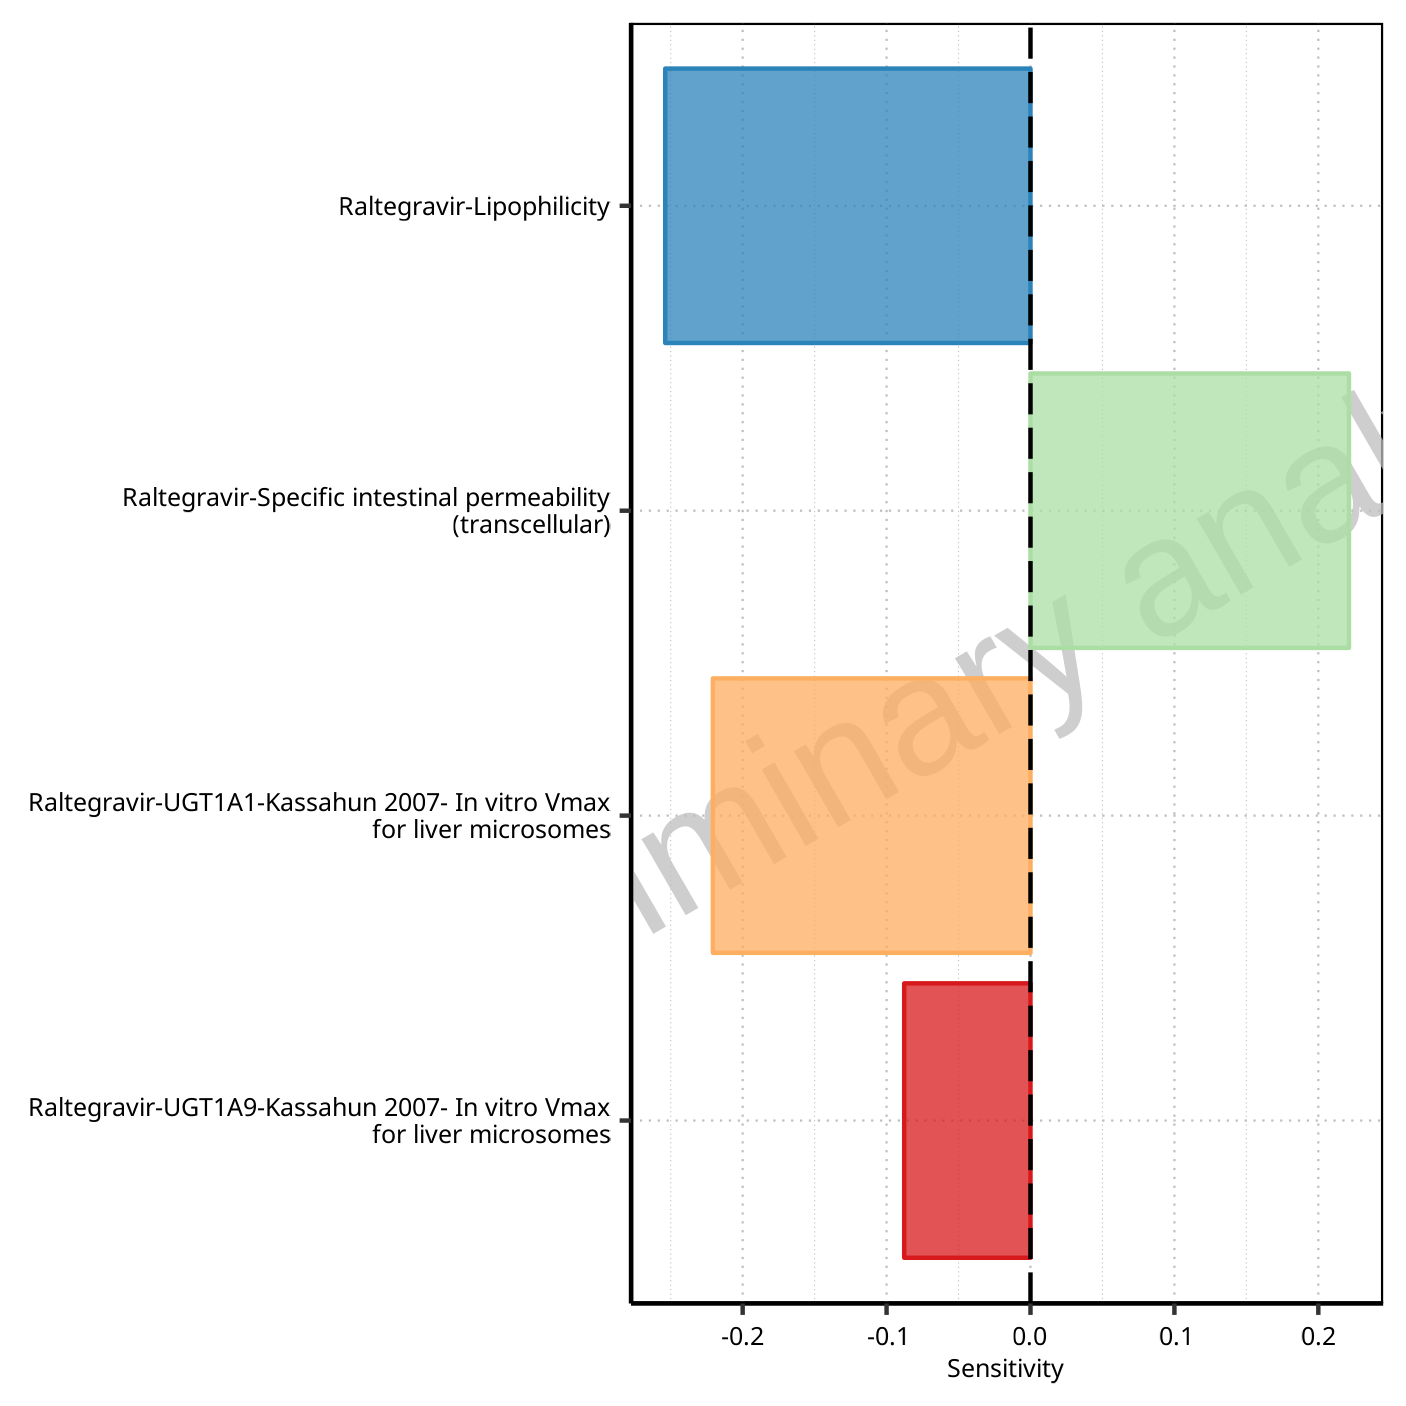 Raltegravir-Lipophilicity
Raltegravir-Specific intestinal permeability
(transcellular)
Raltegravir-UGT1A1-Kassahun 2007- In vitro Vmax
for liver microsomes
Raltegravir-UGT1A9-Kassahun 2007- In vitro Vmax
for liver microsomes
minary anal
-0.2 -0.1 0.0 0.1 0.2
Sensitivity